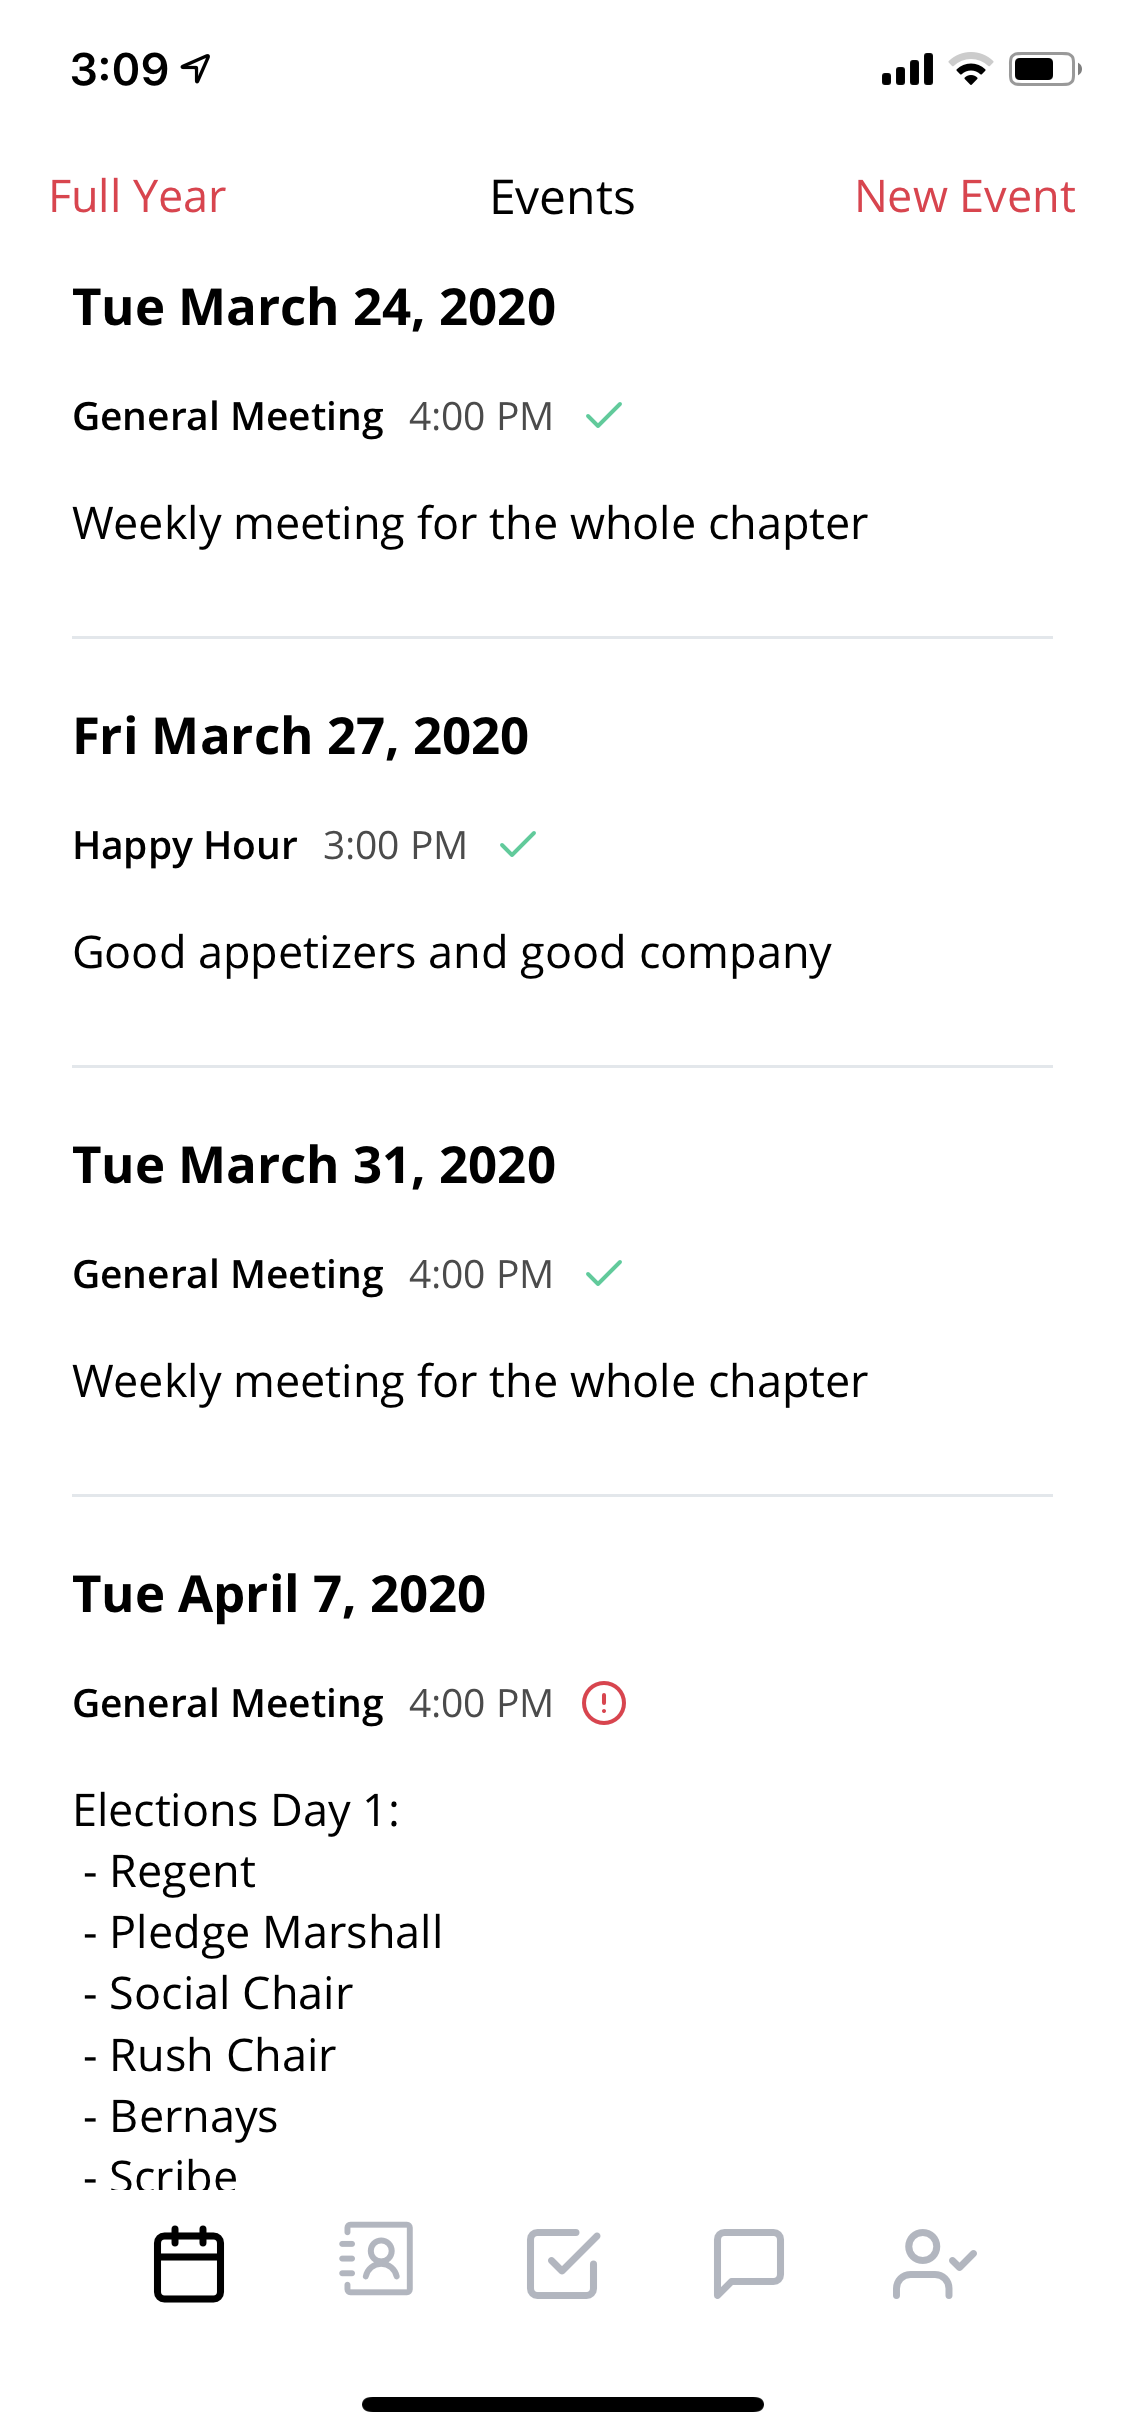 3:09
Full Year Events New Event
Tue March 24, 2020
General Meeting 4:00 PM
Weekly meeting for the whole chapter
Fri March 27, 2020
Happy Hour 3:00 PM
Good appetizers and good company
Tue March 31, 2020
General Meeting 4:00 PM
Weekly meeting for the whole chapter
Tue April 7, 2020
General Meeting 4:00 PM
Elections Day 1:
- Regent
- Pledge Marshall
- Social Chair
- Rush Chair
- Bernays
- Scribe